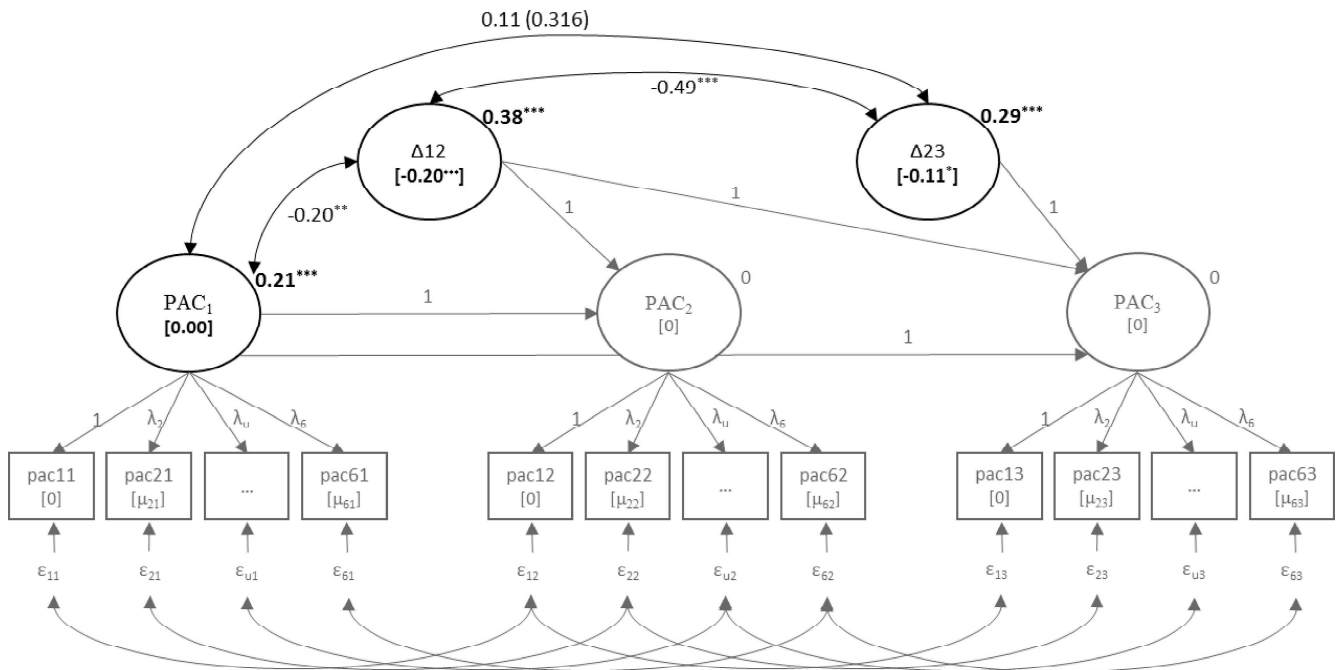 0.11 (0.316)
-0.49***
0.38***
0.29***
Δ12
[-0.20***]
Δ23
[-0.11*]
-0.20**
1
1
1
0.21***
0
0
PAC₁
[0.00]
1
PAC₂
[0]
PAC₃
[0]
1
1 λ₂ λᵤ λ₆
1 λ₂ λᵤ λ₆
1 λ₂ λᵤ λ₆
pac11 pac21 ... pac61
[0] [μ₂₁] [μ₆₁]
pac12 pac22 ... pac62
[0] [μ₂₂] [μ₆₂]
pac13 pac23 ... pac63
[0] [μ₂₃] [μ₆₃]
ε₁₁ ε₂₁ εᵤ₁ ε₆₁
ε₁₂ ε₂₂ εᵤ₂ ε₆₂
ε₁₃ ε₂₃ εᵤ₃ ε₆₃